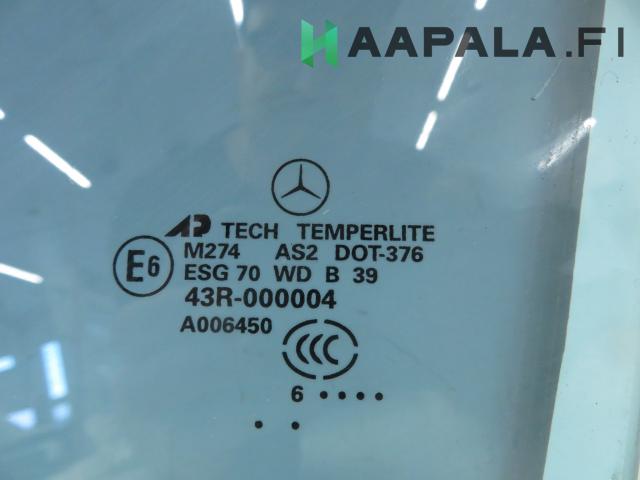 HAAPALA.FI
AP TECH TEMPERLITE
M274 AS2 DOT-376
E6
ESG 70 WD B 39
43R-000004
A006450
CCC
6 ••••